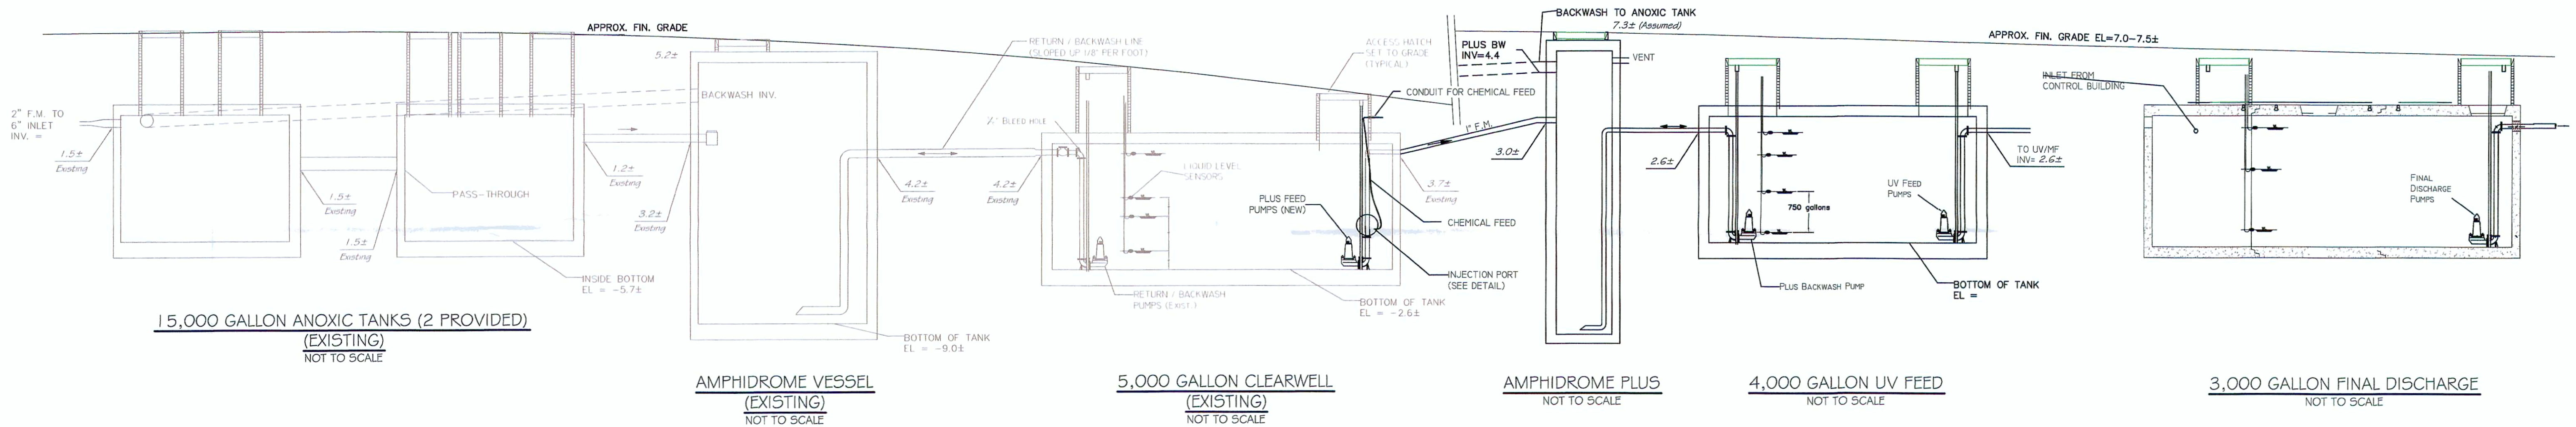 APPROX. FIN. GRADE
2" F.M. TO
6" INLET
INV. =
1.5±
Existing
1.5±
Existing
1.5±
Existing
PASS-THROUGH
1.2±
Existing
INSIDE BOTTOM
EL = -5.7±
15,000 GALLON ANOXIC TANKS (2 PROVIDED)
(EXISTING)
NOT TO SCALE
5.2±
BACKWASH INV.
3.2±
Existing
4.2±
Existing
BOTTOM OF TANK
EL = -9.0±
AMPHIDROME VESSEL
(EXISTING)
NOT TO SCALE
RETURN / BACKWASH LINE
(SLOPED UP 1/8" PER FOOT)
BLEED HOLE
4.2±
Existing
LIQUID LEVEL
SENSORS
ACCESS HATCH
SET TO GRADE
(TYPICAL)
CONDUIT FOR CHEMICAL FEED
PLUS FEED
PUMPS (NEW)
3.7±
Existing
CHEMICAL FEED
INJECTION PORT
(SEE DETAIL)
RETURN / BACKWASH
PUMPS (EXIST.)
BOTTOM OF TANK
EL = -2.6±
5,000 GALLON CLEARWELL
(EXISTING)
NOT TO SCALE
BACKWASH TO ANOXIC TANK
7.3± (Assumed)
PLUS BW
INV=4.4
VENT
1" F.M.
3.0±
AMPHIDROME PLUS
NOT TO SCALE
2.6±
750 gallons
UV FEED
PUMPS
TO UV/MF
INV= 2.6±
PLUS BACKWASH PUMP
BOTTOM OF TANK
EL =
4,000 GALLON UV FEED
NOT TO SCALE
APPROX. FIN. GRADE EL=7.0-7.5±
INLET FROM
CONTROL BUILDING
FINAL
DISCHARGE
PUMPS
3,000 GALLON FINAL DISCHARGE
NOT TO SCALE